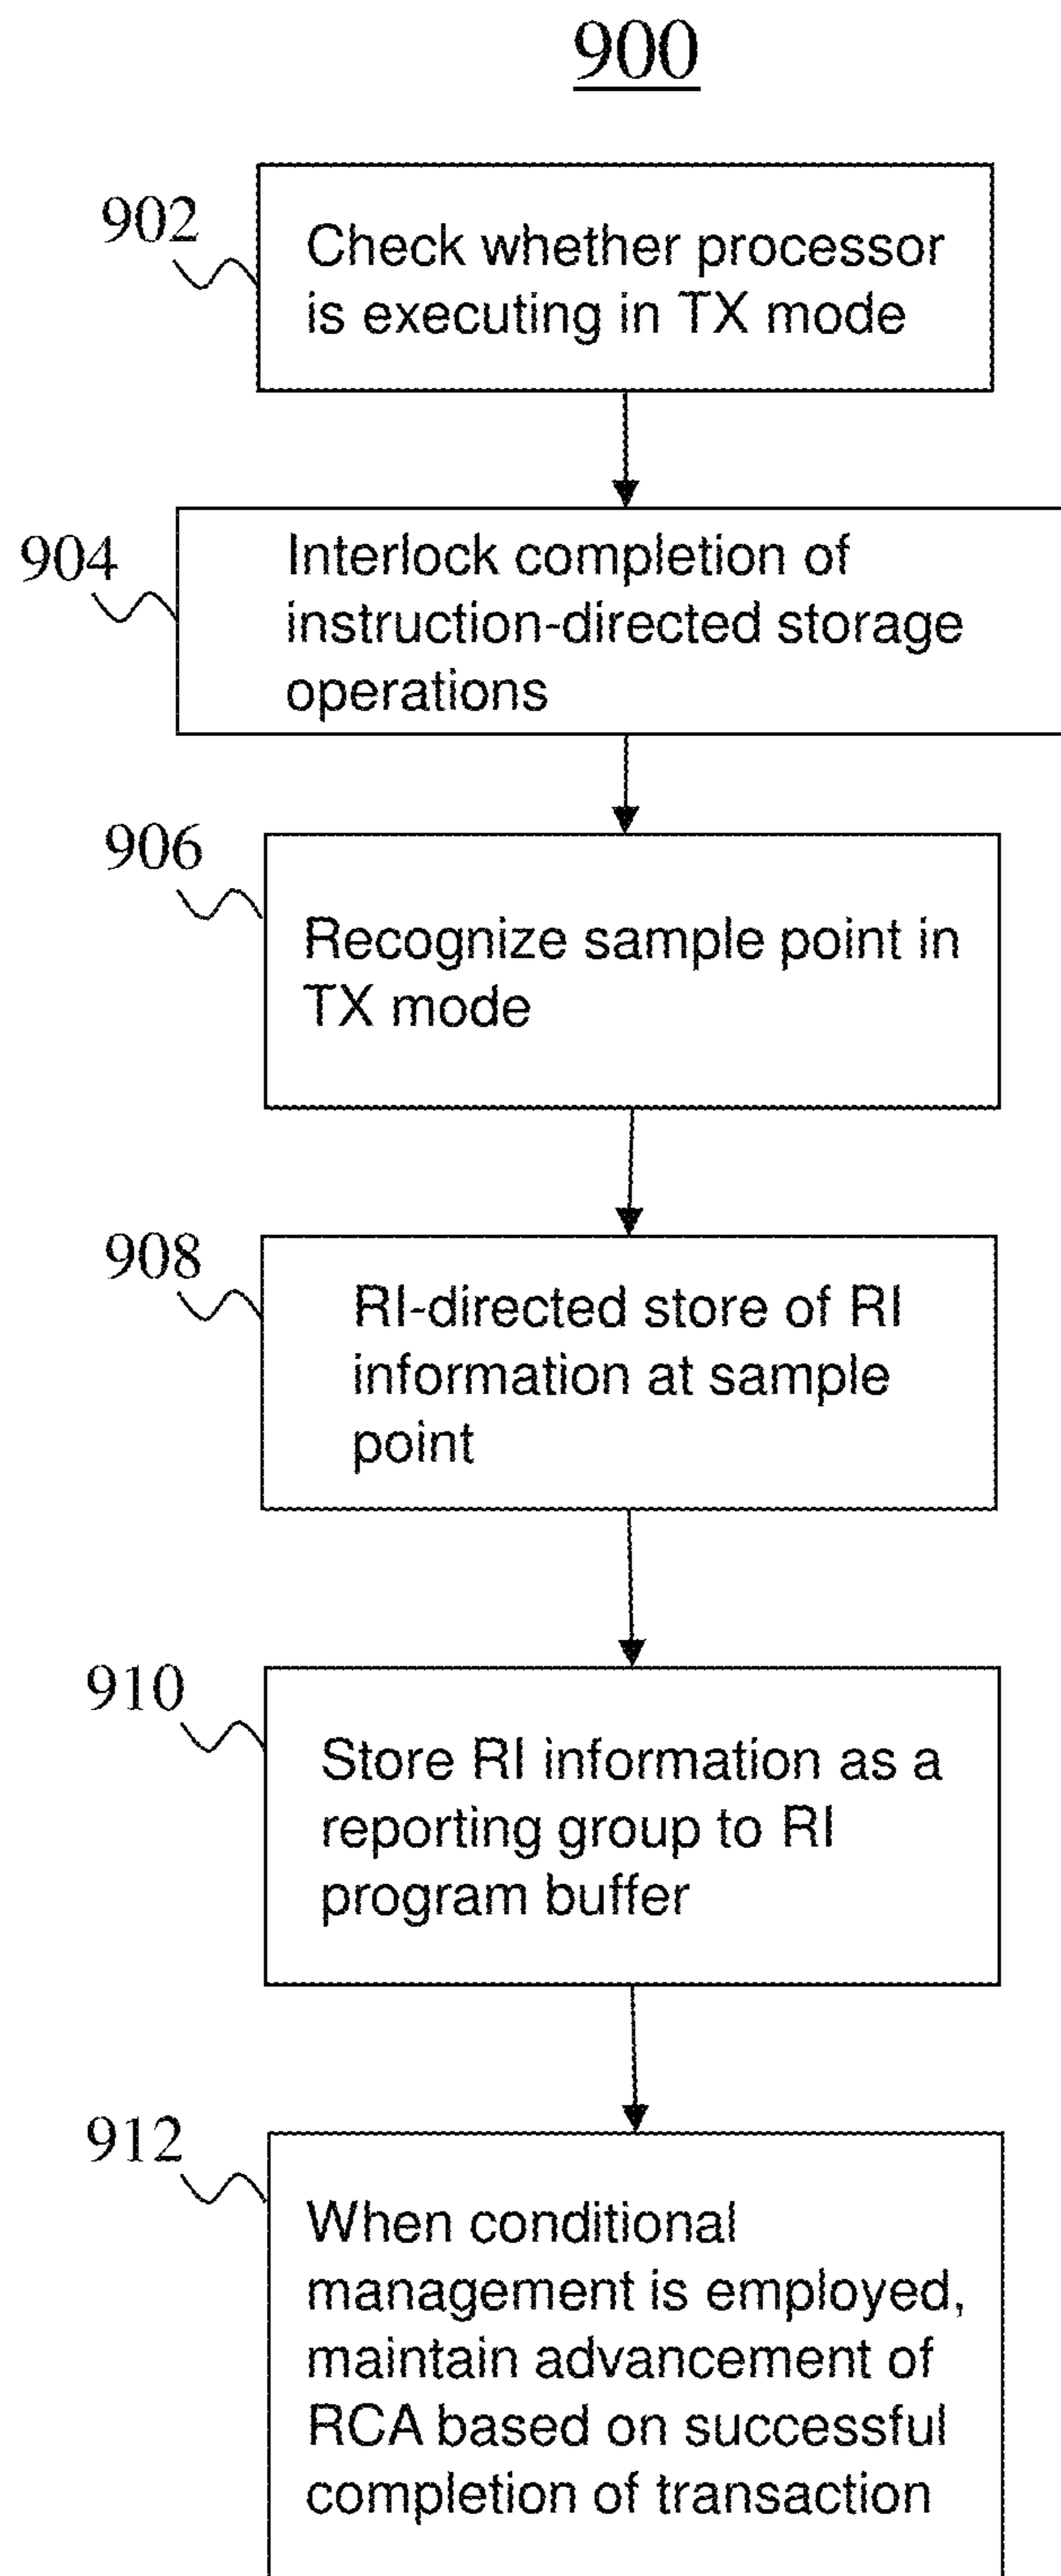 900
902
Check whether processor
is executing in TX mode
904
Interlock completion of
instruction-directed storage
operations
906
Recognize sample point in
TX mode
908
RI-directed store of RI
information at sample
point
910
Store RI information as a
reporting group to RI
program buffer
912
When conditional
management is employed,
maintain advancement of
RCA based on successful
completion of transaction